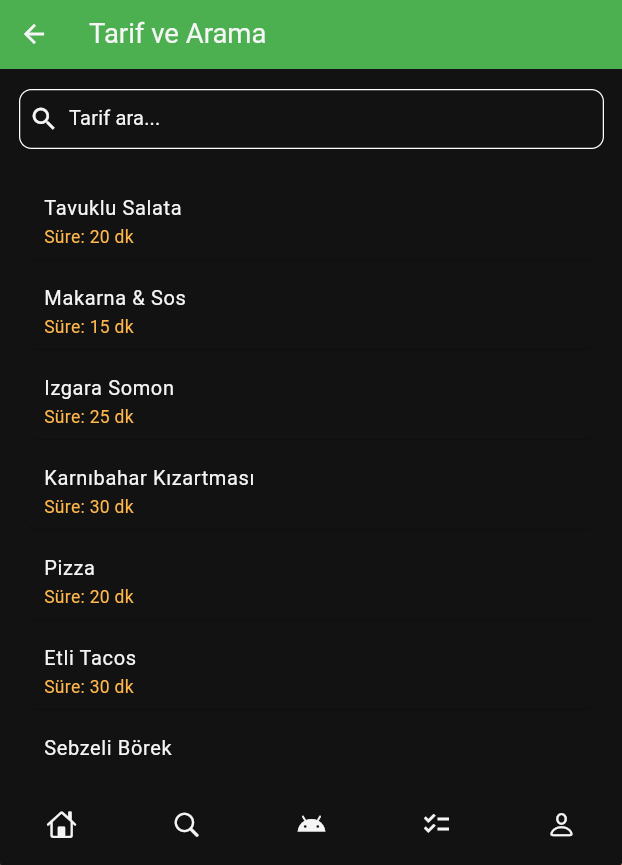 Tarif ve Arama
Tarif ara...
Tavuklu Salata
Süre: 20 dk
Makarna & Sos
Süre: 15 dk
Izgara Somon
Süre: 25 dk
Karnıbahar Kızartması
Süre: 30 dk
Pizza
Süre: 20 dk
Etli Tacos
Süre: 30 dk
Sebzeli Börek